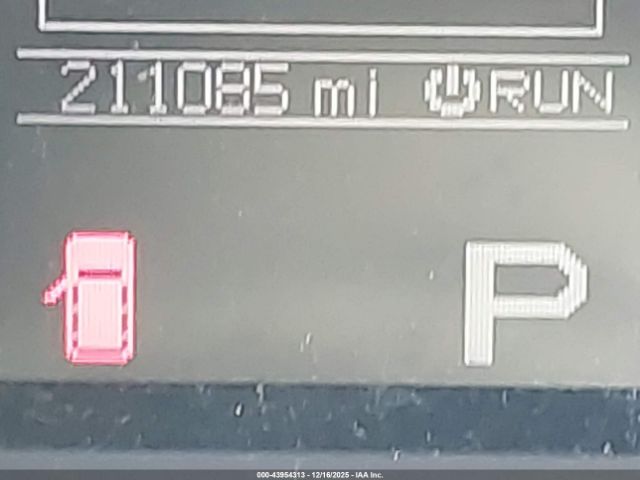 211085 mi ⏻RUN
P
000-43954313 - 12/16/2025 - IAA Inc.